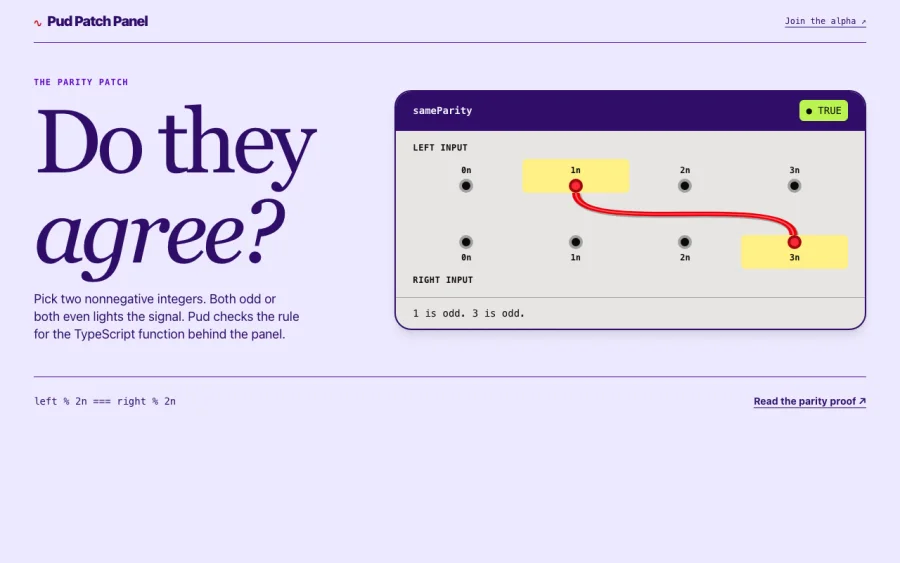 ∿ Pud Patch Panel
Join the alpha ↗
THE PARITY PATCH
Do they
agree?
Pick two nonnegative integers. Both odd or
both even lights the signal. Pud checks the rule
for the TypeScript function behind the panel.
sameParity
● TRUE
LEFT INPUT
0n 1n 2n 3n
0n 1n 2n 3n
RIGHT INPUT
1 is odd. 3 is odd.
left % 2n === right % 2n
Read the parity proof ↗